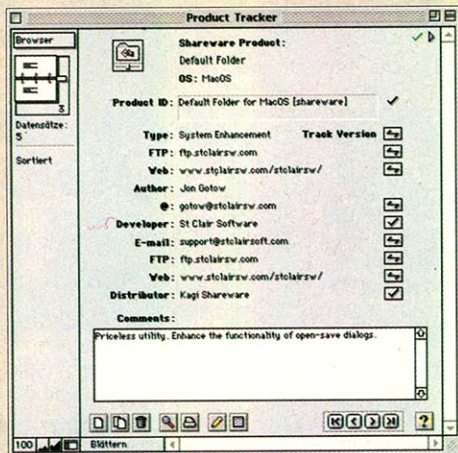 Product Tracker
Browser
3
Datensätze:
5
Sortiert
Shareware Product:
Default Folder
OS: MacOS
Product ID: Default Folder for MacOS [shareware]
Type: System Enhancement Track Version
FTP: ftp.stclairsw.com
Web: www.stclairsw.com/stclairsw/
Author: Jon Gotow
@: gotow@stclairsw.com
Developer: St Clair Software
E-mail: support@stclairsoft.com
FTP: ftp.stclairsw.com
Web: www.stclairsw.com/stclairsw/
Distributor: Kagi Shareware
Comments:
Priceless utility. Enhance the functionality of open-save dialogs.
?
100 Blättern